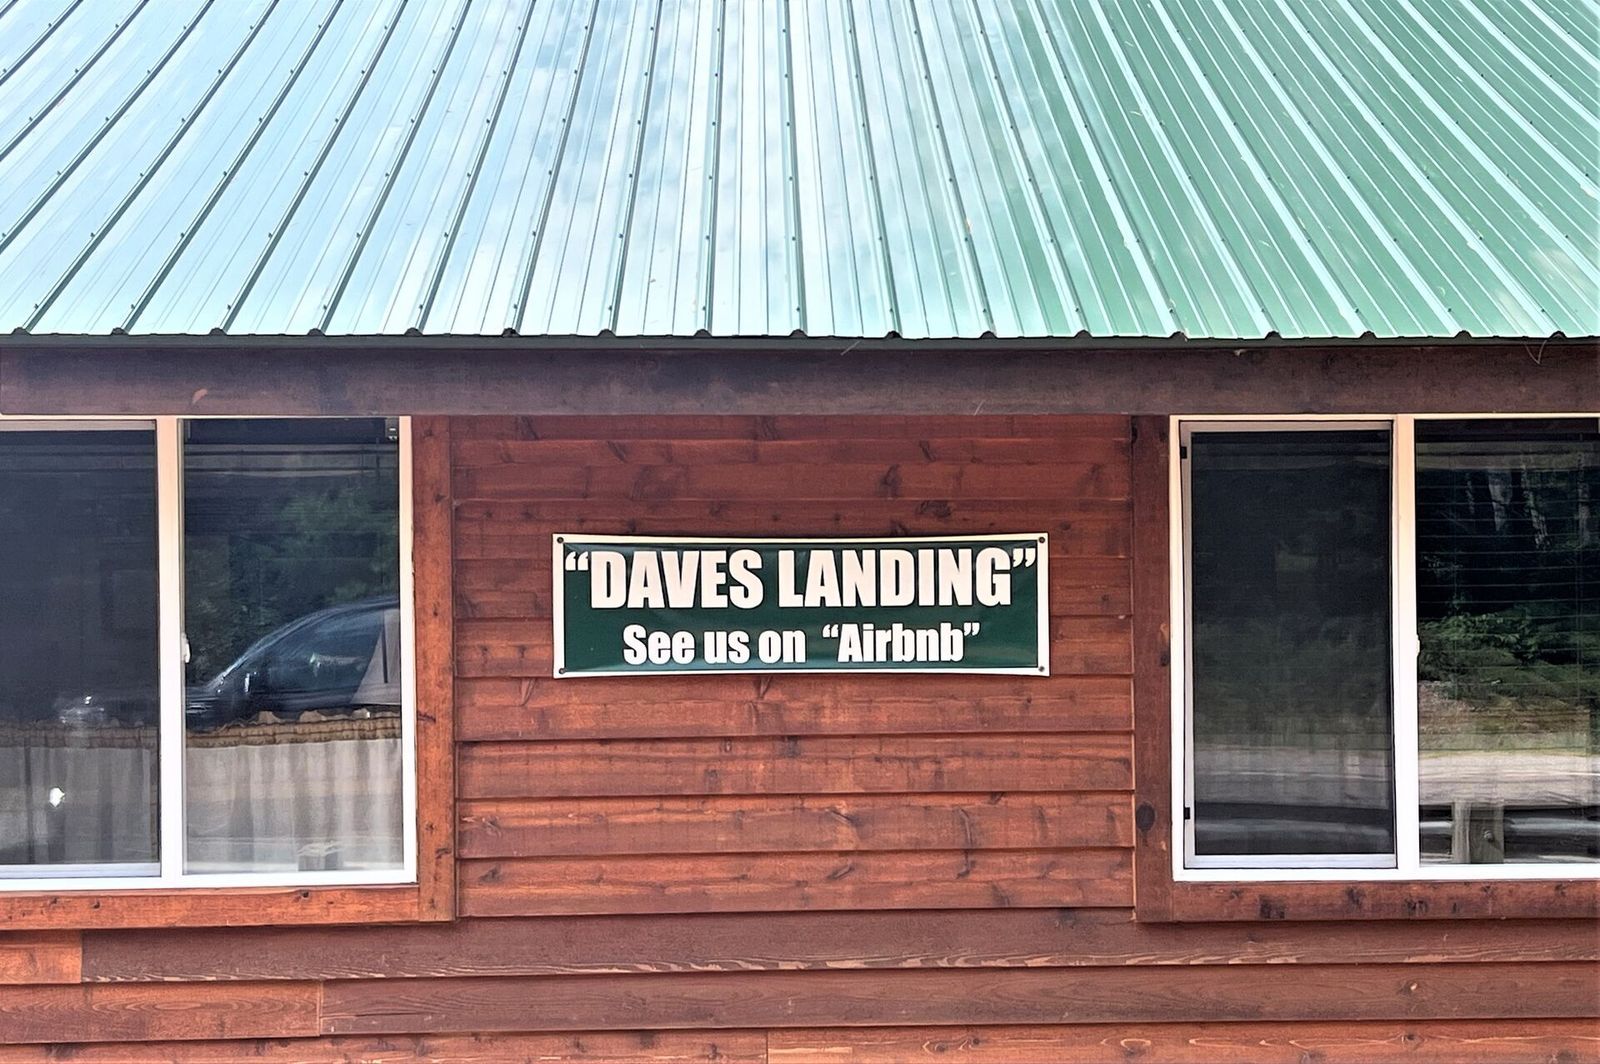 “DAVES LANDING”
See us on “Airbnb”